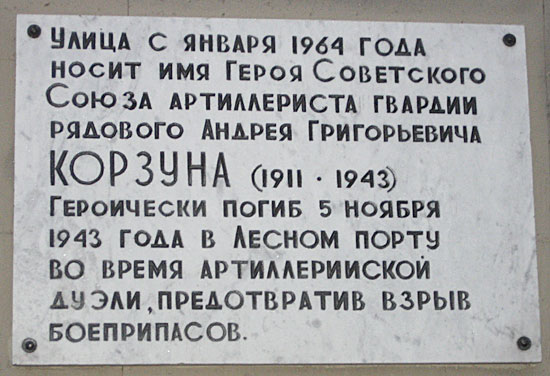 Улица с января 1964 года
носит имя Героя Советского
Союза артиллериста гвардии
рядового Андрея Григорьевича
КОРЗУНА (1911 · 1943)
Героически погиб 5 ноября
1943 года в Лесном порту
во время артиллерииской
дуэли, предотвратив взрыв
боеприпасов.